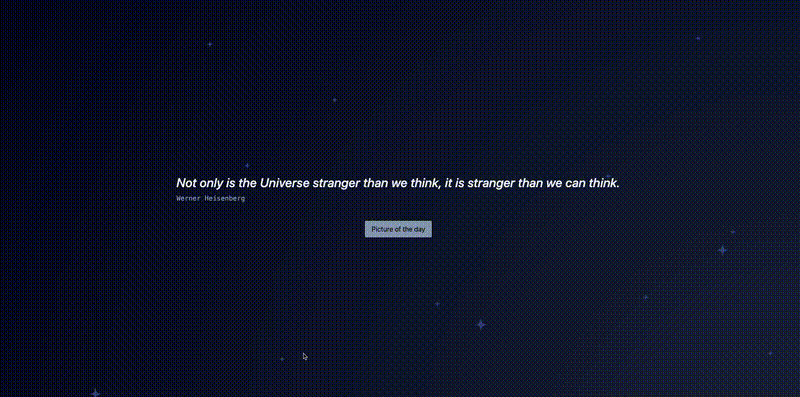 Not only is the Universe stranger than we think, it is stranger than we can think.
Werner Heisenberg
Picture of the day